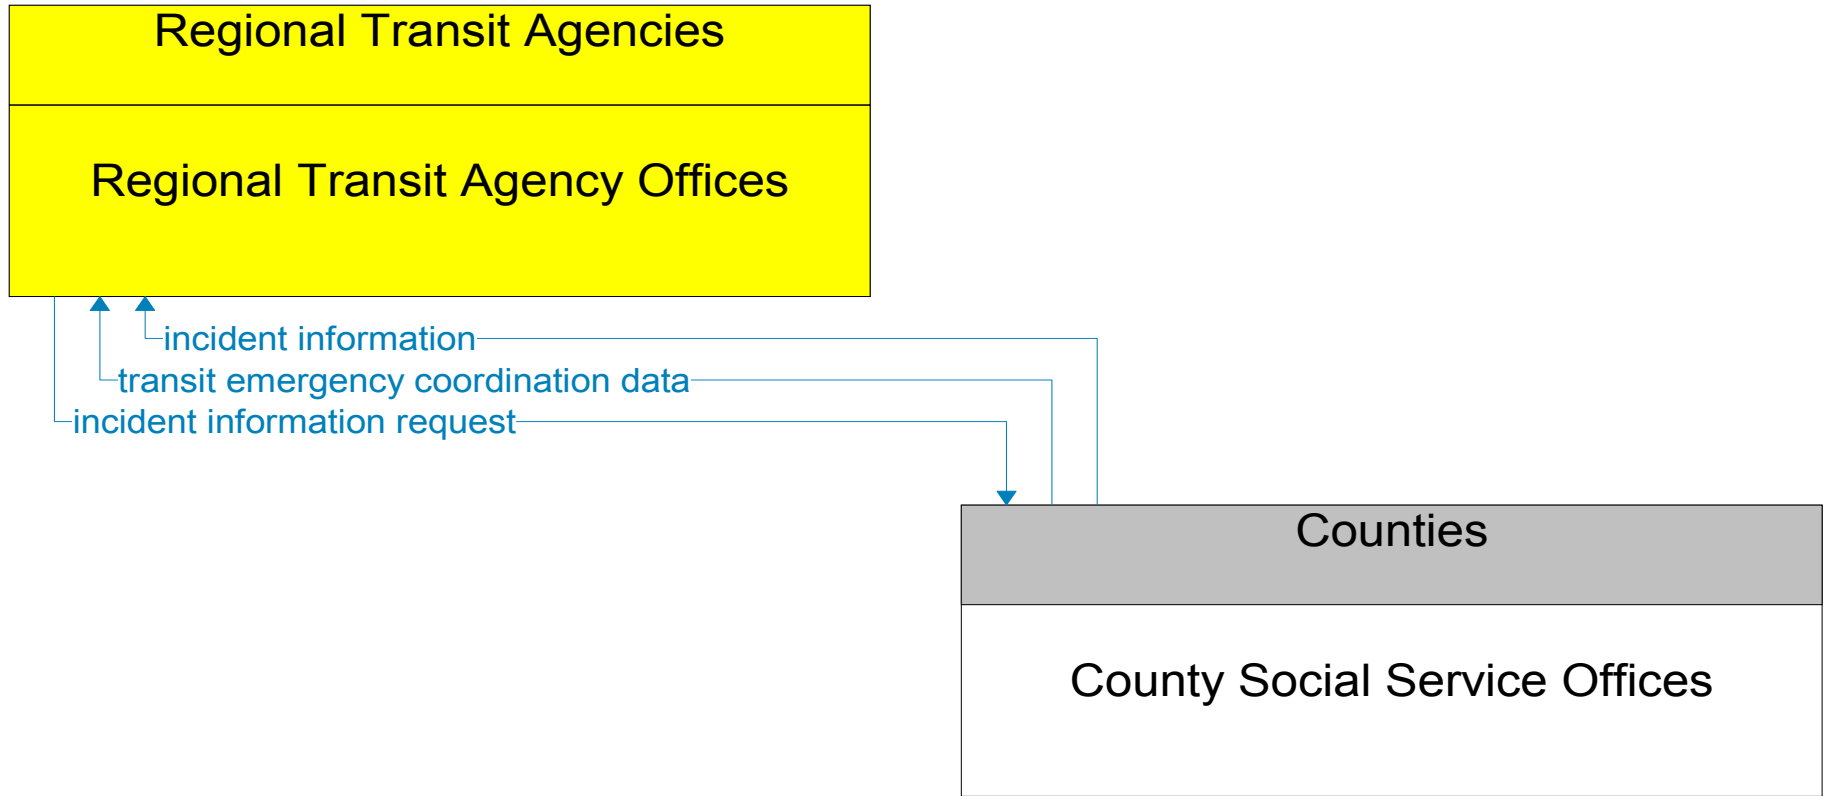 Regional Transit Agencies
Regional Transit Agency Offices
incident information
transit emergency coordination data
incident information request
Counties
County Social Service Offices